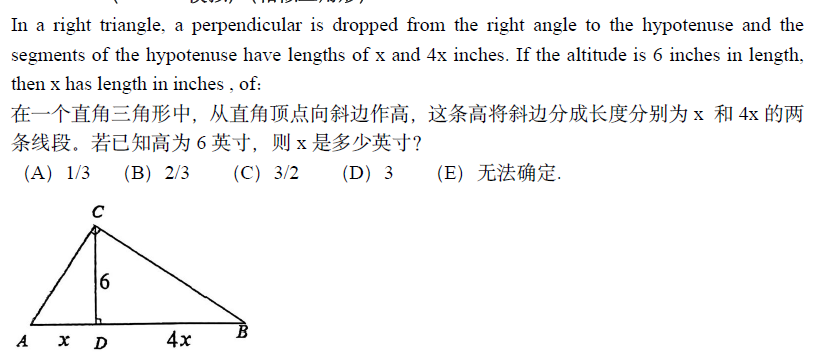 In a right triangle, a perpendicular is dropped from the right angle to the hypotenuse and the
segments of the hypotenuse have lengths of x and 4x inches. If the altitude is 6 inches in length,
then x has length in inches , of:
在一个直角三角形中，从直角顶点向斜边作高，这条高将斜边分成长度分别为 x 和 4x 的两
条线段。若已知高为 6 英寸，则 x 是多少英寸？
（A）1/3 （B）2/3 （C）3/2 （D）3 （E）无法确定.
C
6
A x D 4x B